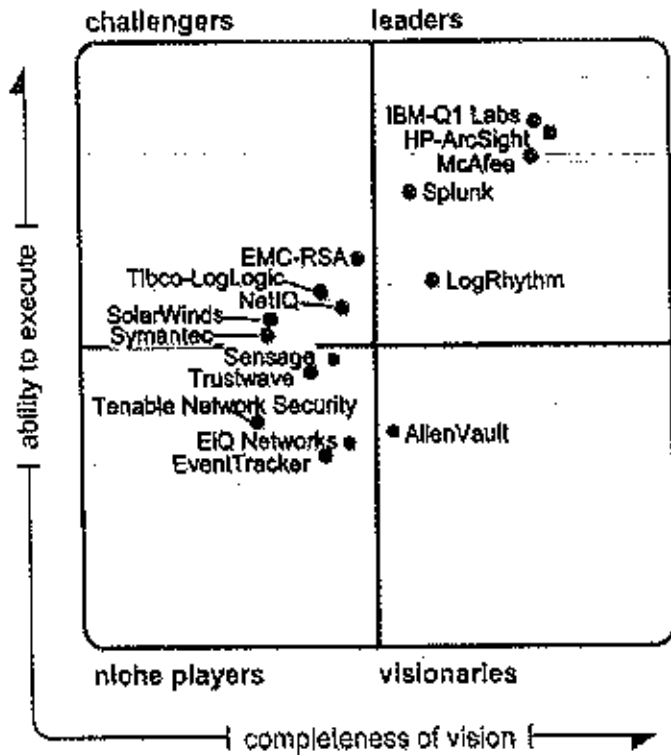 challengers
leaders
IBM-Q1 Labs
HP-ArcSight
McAfee
Splunk
EMC-RSA
Tibco-LogLogic
NetIQ
LogRhythm
SolarWinds
Symantec
Sensage
Trustwave
Tenable Network Security
EiQ Networks
AlienVault
EventTracker
niche players
visionaries
ability to execute
completeness of vision